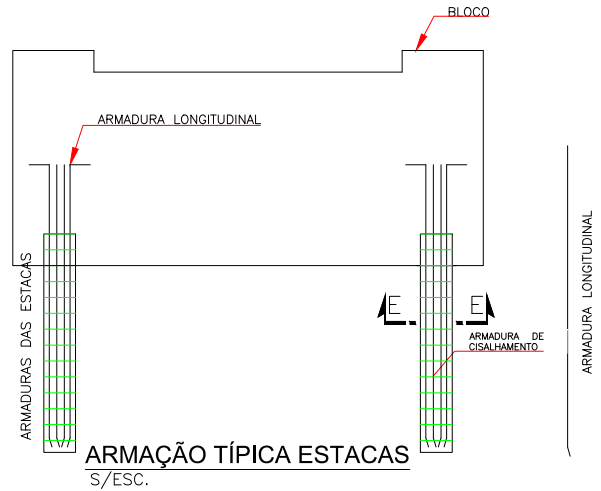 BLOCO
ARMADURA LONGITUDINAL
ARMADURAS DAS ESTACAS
E E
ARMADURA DE
CISALHAMENTO
ARMADURA LONGITUDINAL
ARMAÇÃO TÍPICA ESTACAS
S/ESC.